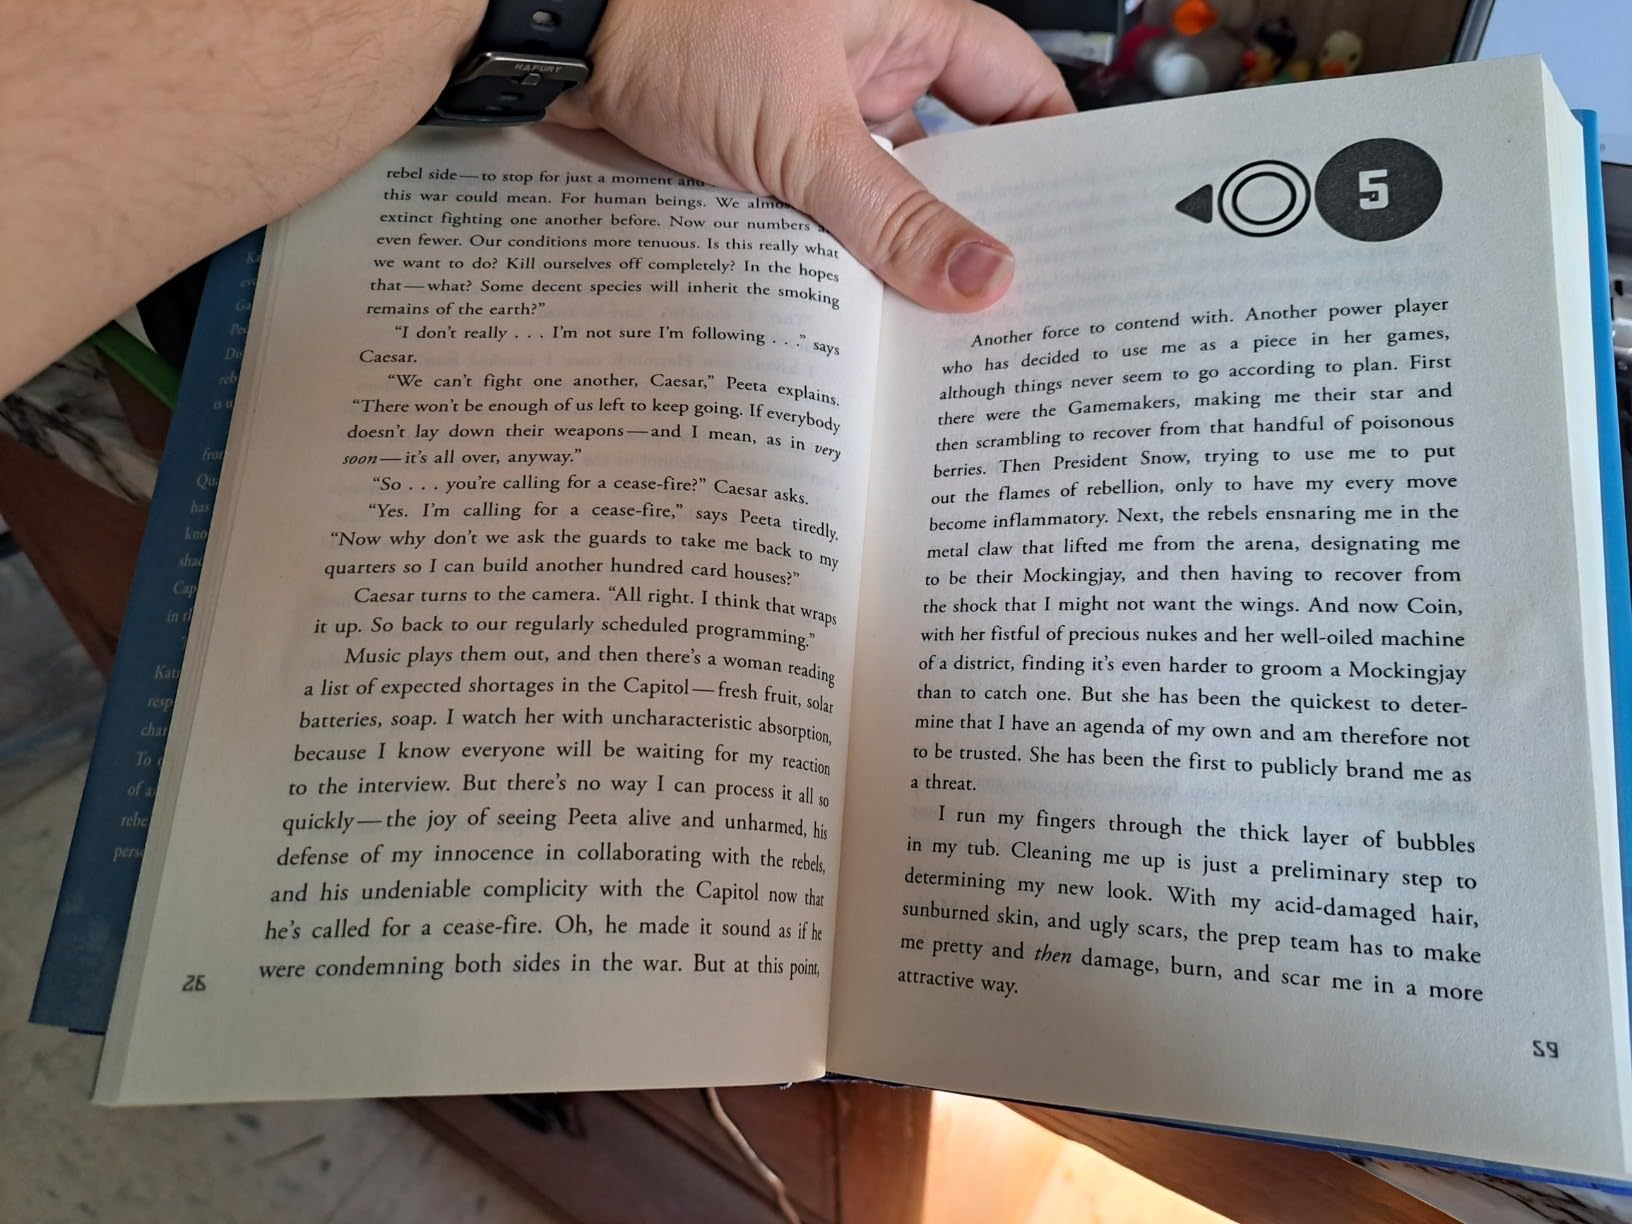 HAFURY
rebel side—to stop for just a moment and
this war could mean. For human beings. We almos
extinct fighting one another before. Now our numbers a
even fewer. Our conditions more tenuous. Is this really what
we want to do? Kill ourselves off completely? In the hopes
that—what? Some decent species will inherit the smoking
remains of the earth?”
“I don’t really . . . I’m not sure I’m following . . .” says
Caesar.
“We can’t fight one another, Caesar,” Peeta explains.
“There won’t be enough of us left to keep going. If everybody
doesn’t lay down their weapons—and I mean, as in very
soon—it’s all over, anyway.”
“So . . . you’re calling for a cease-fire?” Caesar asks.
“Yes. I’m calling for a cease-fire,” says Peeta tiredly.
“Now why don’t we ask the guards to take me back to my
quarters so I can build another hundred card houses?”
Caesar turns to the camera. “All right. I think that wraps
it up. So back to our regularly scheduled programming.”
Music plays them out, and then there’s a woman reading
a list of expected shortages in the Capitol—fresh fruit, solar
batteries, soap. I watch her with uncharacteristic absorption,
because I know everyone will be waiting for my reaction
to the interview. But there’s no way I can process it all so
quickly—the joy of seeing Peeta alive and unharmed, his
defense of my innocence in collaborating with the rebels,
and his undeniable complicity with the Capitol now that
he’s called for a cease-fire. Oh, he made it sound as if he
were condemning both sides in the war. But at this point,
5
Another force to contend with. Another power player
who has decided to use me as a piece in her games,
although things never seem to go according to plan. First
there were the Gamemakers, making me their star and
then scrambling to recover from that handful of poisonous
berries. Then President Snow, trying to use me to put
out the flames of rebellion, only to have my every move
become inflammatory. Next, the rebels ensnaring me in the
metal claw that lifted me from the arena, designating me
to be their Mockingjay, and then having to recover from
the shock that I might not want the wings. And now Coin,
with her fistful of precious nukes and her well-oiled machine
of a district, finding it’s even harder to groom a Mockingjay
than to catch one. But she has been the quickest to deter-
mine that I have an agenda of my own and am therefore not
to be trusted. She has been the first to publicly brand me as
a threat.
I run my fingers through the thick layer of bubbles
in my tub. Cleaning me up is just a preliminary step to
determining my new look. With my acid-damaged hair,
sunburned skin, and ugly scars, the prep team has to make
me pretty and then damage, burn, and scar me in a more
attractive way.
59